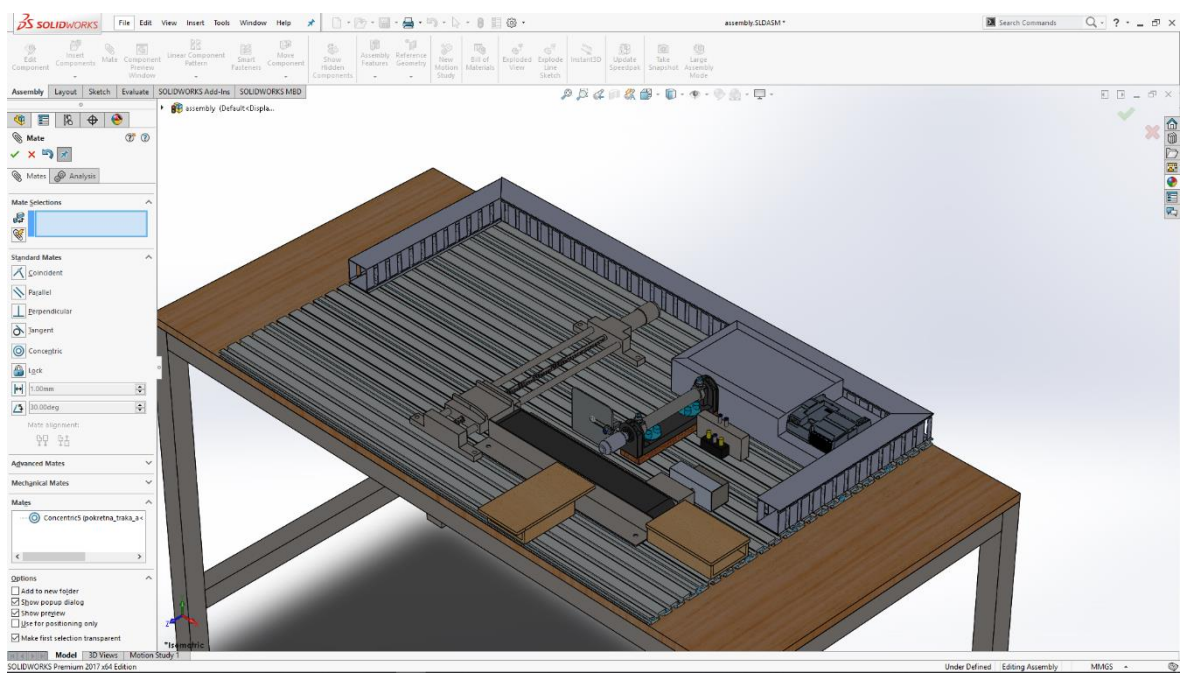 SOLIDWORKS File Edit View Insert Tools Window Help assembly.SLDASM * Search Commands
Edit Component
Insert Components
Mate
Component Preview Window
Linear Component Pattern
Smart Fasteners
Move Component
Show Hidden Components
Assembly Features
Reference Geometry
New Motion Study
Bill of Materials
Exploded View
Explode Line Sketch
Instant3D
Update Speedpak
Take Snapshot
Large Assembly Mode
Assembly Layout Sketch Evaluate SOLIDWORKS Add-Ins SOLIDWORKS MBD
assembly (Default<Displa...
Mate
Mates Analysis
Mate Selections
Standard Mates
Coincident
Parallel
Perpendicular
Tangent
Concentric
Lock
1.00mm
30.00deg
Mate alignment:
Advanced Mates
Mechanical Mates
Mates
Concentric5 (pokretna_traka_a<
Options
Add to new folder
Show popup dialog
Show preview
Use for positioning only
Make first selection transparent
Z
*Isometric
Model 3D Views Motion Study 1
SOLIDWORKS Premium 2017 x64 Edition Under Defined Editing Assembly MMGS